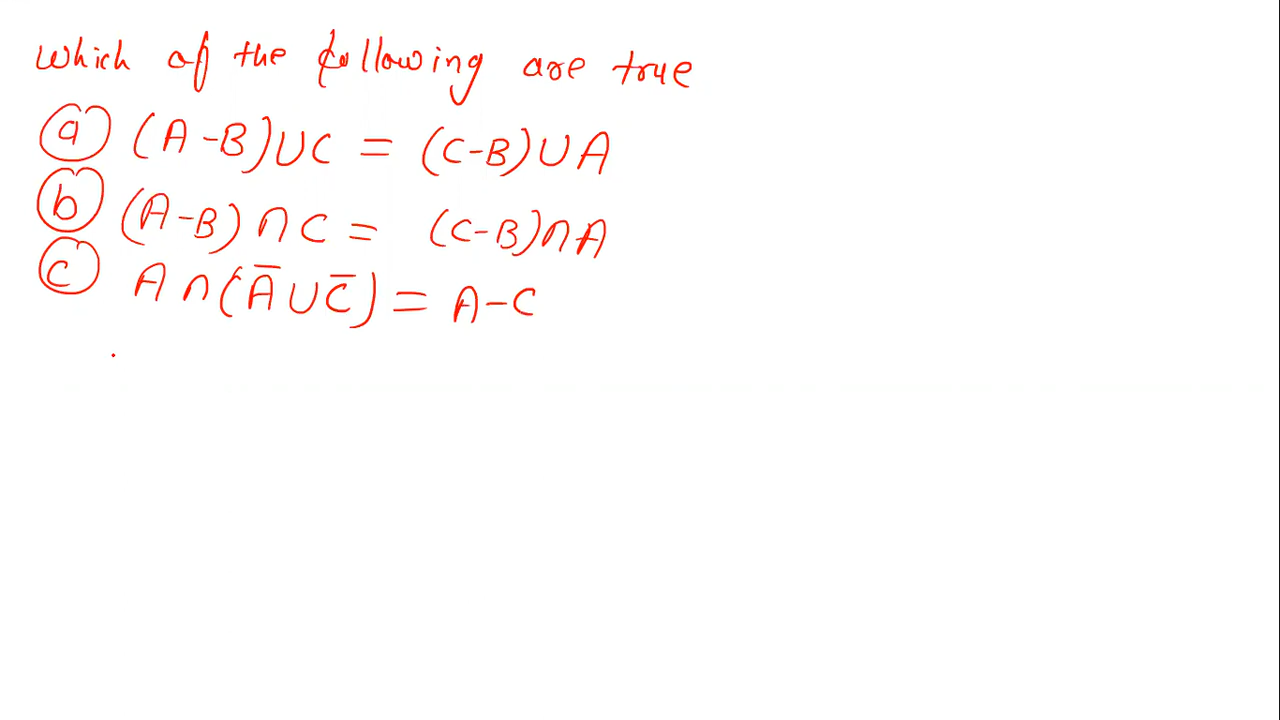 Which of the following are true
(a) (A-B)∪C = (C-B)∪A
(b) (A-B)∩C = (C-B)∩A
(c) A∩(A̅∪C̅) = A-C